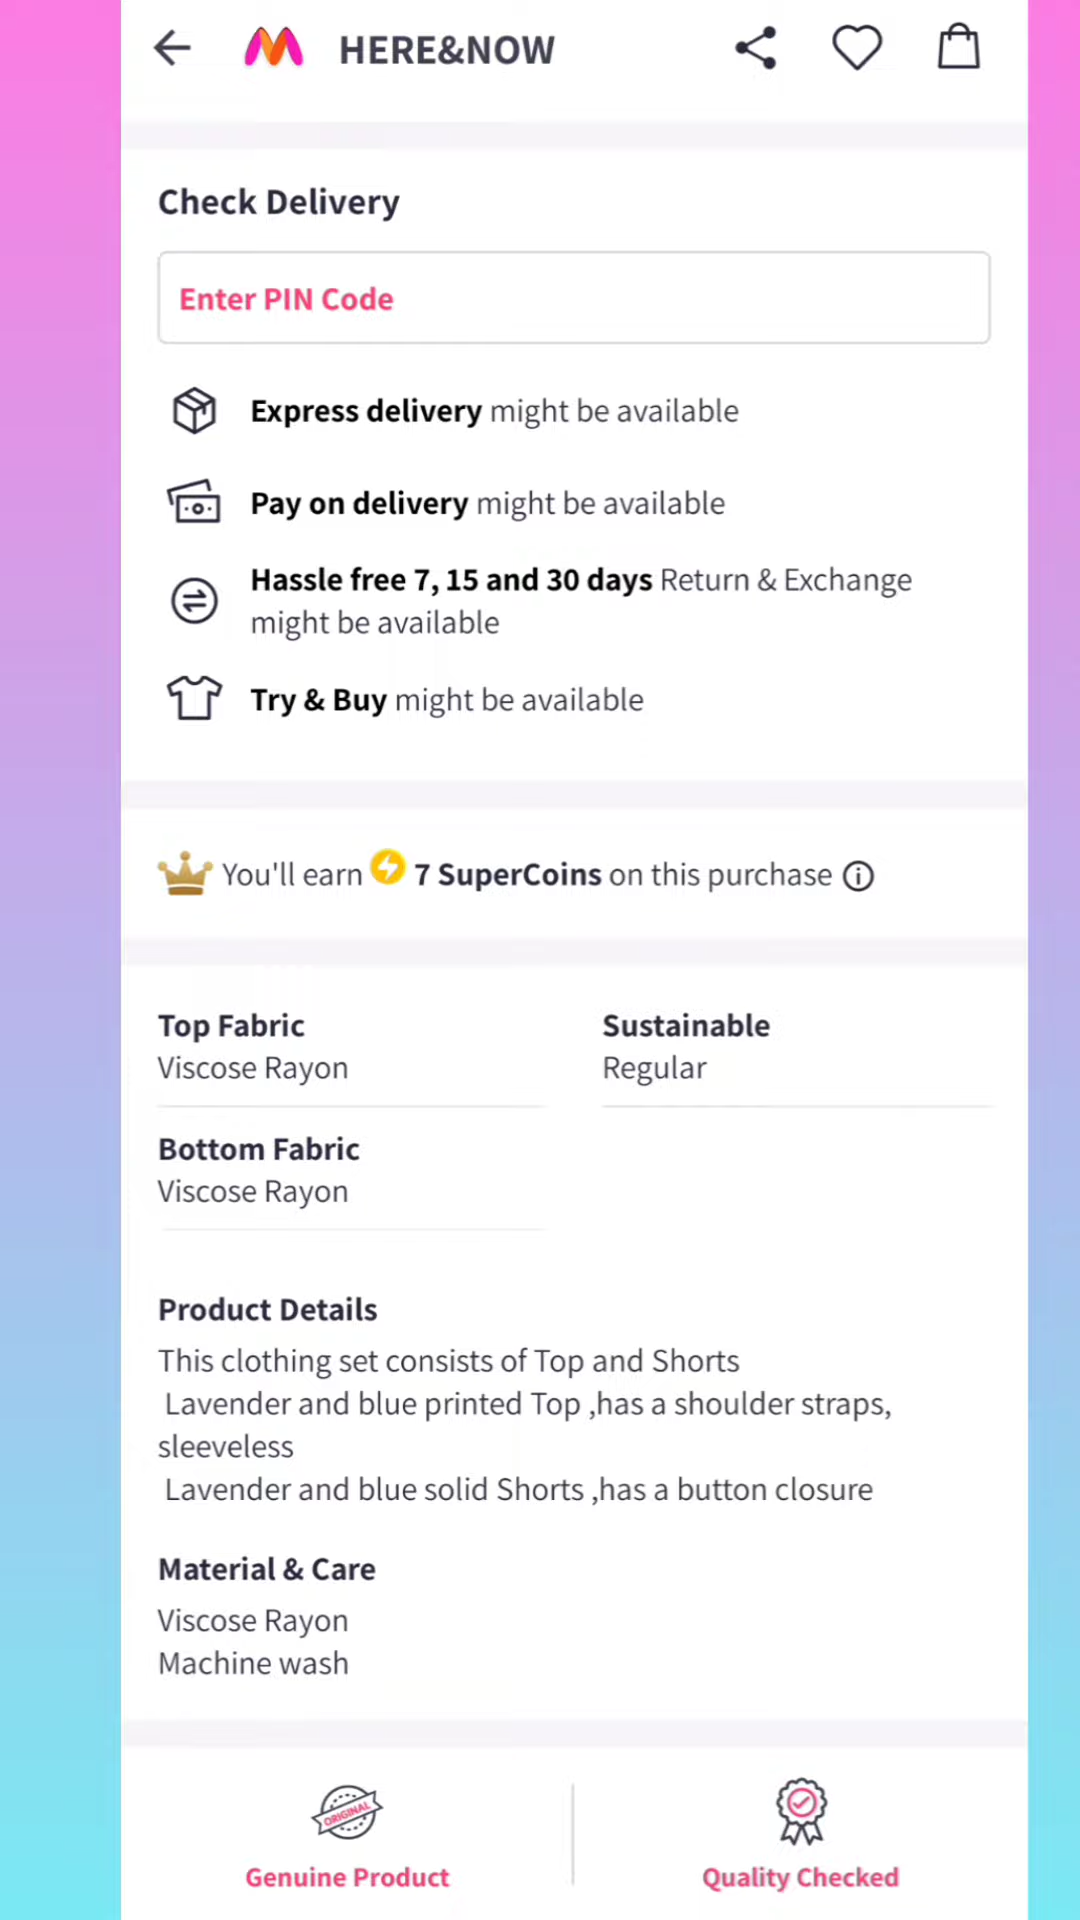 HERE&NOW
Check Delivery
Enter PIN Code
Express delivery might be available
Pay on delivery might be available
Hassle free 7, 15 and 30 days Return & Exchange
might be available
Try & Buy might be available
You'll earn 7 SuperCoins on this purchase
Top Fabric
Viscose Rayon
Sustainable
Regular
Bottom Fabric
Viscose Rayon
Product Details
This clothing set consists of Top and Shorts
Lavender and blue printed Top ,has a shoulder straps,
sleeveless
Lavender and blue solid Shorts ,has a button closure
Material & Care
Viscose Rayon
Machine wash
ORIGINAL
Genuine Product
Quality Checked